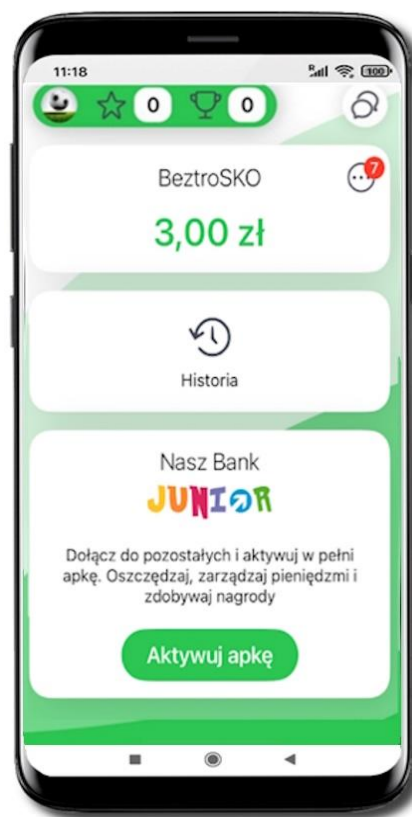 11:18
R
100
0
0
BeztroSKO
7
3,00 zł
Historia
Nasz Bank
JUNIOR
Dołącz do pozostałych i aktywuj w pełni
apkę. Oszczędzaj, zarządzaj pieniędzmi i
zdobywaj nagrody
Aktywuj apkę